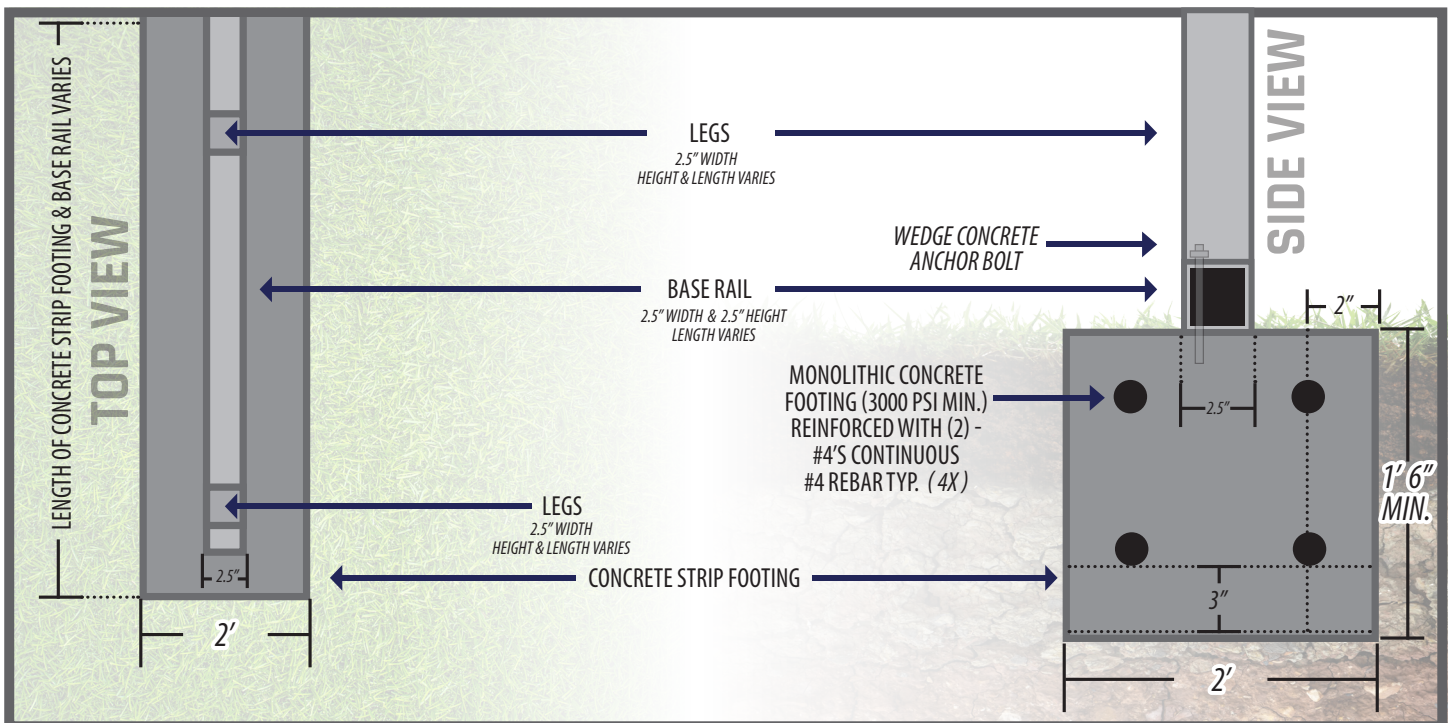 LENGTH OF CONCRETE STRIP FOOTING & BASE RAIL VARIES
TOP VIEW
2.5”
2’
LEGS
2.5” WIDTH
HEIGHT & LENGTH VARIES
WEDGE CONCRETE
ANCHOR BOLT
BASE RAIL
2.5” WIDTH & 2.5” HEIGHT
LENGTH VARIES
MONOLITHIC CONCRETE
FOOTING (3000 PSI MIN.)
REINFORCED WITH (2) -
#4’S CONTINUOUS
#4 REBAR TYP. (4X)
LEGS
2.5” WIDTH
HEIGHT & LENGTH VARIES
CONCRETE STRIP FOOTING
SIDE VIEW
2”
2.5”
1’ 6”
MIN.
3”
2’